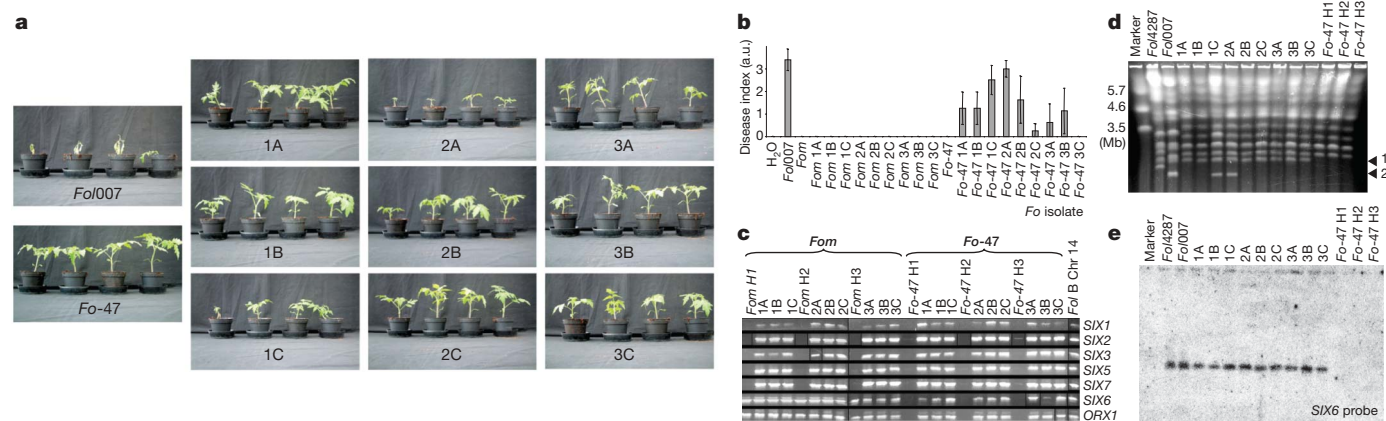 a
Fol007
Fo-47
1A
2A
3A
1B
2B
3B
1C
2C
3C
b
Disease index (a.u.)
3
2
1
0
H2O
Fol007
Fom
Fom 1A
Fom 1B
Fom 1C
Fom 2A
Fom 2B
Fom 2C
Fom 3A
Fom 3B
Fom 3C
Fo-47
Fo-47 1A
Fo-47 1B
Fo-47 1C
Fo-47 2A
Fo-47 2B
Fo-47 2C
Fo-47 3A
Fo-47 3B
Fo-47 3C
Fo isolate
c
Fom
Fo-47
Fom H1
1A
1B
1C
Fom H2
2A
2B
2C
Fom H3
3A
3B
3C
Fo-47 H1
1A
1B
1C
Fo-47 H2
2A
2B
2C
Fo-47 H3
3A
3B
3C
Fol B Chr 14
SIX1
SIX2
SIX3
SIX5
SIX7
SIX6
ORX1
d
Marker
Fol4287
Fol007
1A
1B
1C
2A
2B
2C
3A
3B
3C
Fo-47 H1
Fo-47 H2
Fo-47 H3
5.7
4.6
3.5
(Mb)
1
2
e
Marker
Fol4287
Fol007
1A
1B
1C
2A
2B
2C
3A
3B
3C
Fo-47 H1
Fo-47 H2
Fo-47 H3
SIX6 probe